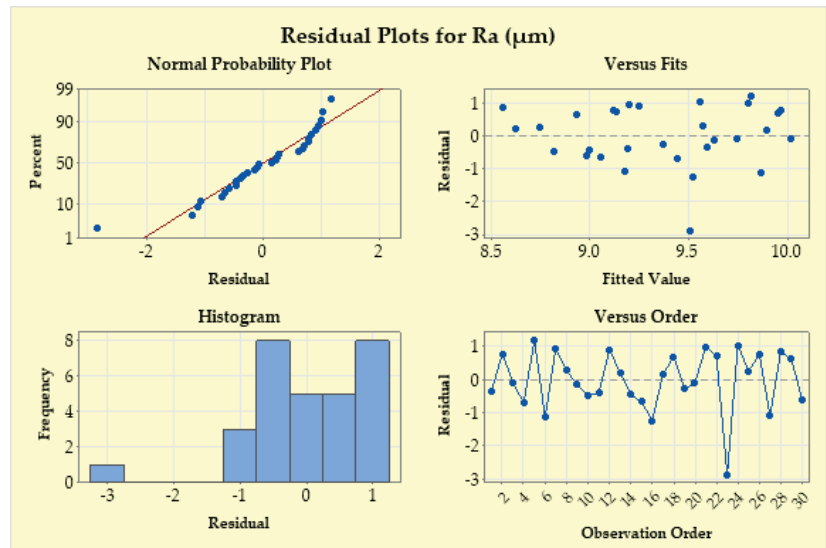 Residual Plots for Ra (µm)
Normal Probability Plot
99
90
50
10
1
Percent
-2 0 2
Residual
Versus Fits
1
0
-1
-2
-3
Residual
8.5 9.0 9.5 10.0
Fitted Value
Histogram
8
6
4
2
0
Frequency
-3 -2 -1 0 1
Residual
Versus Order
1
0
-1
-2
-3
Residual
2 4 6 8 10 12 14 16 18 20 22 24 26 28 30
Observation Order